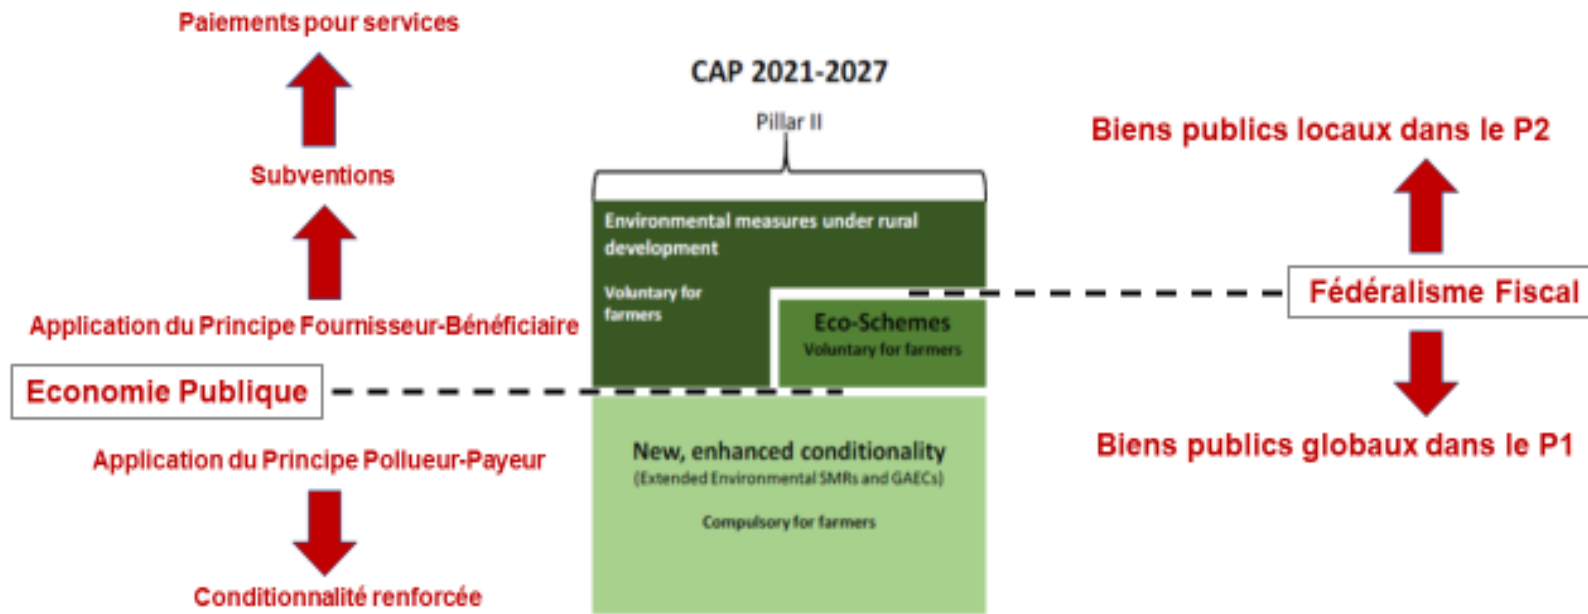 Paiements pour services
Subventions
Application du Principe Fournisseur-Bénéficiaire
Economie Publique
Application du Principe Pollueur-Payeur
Conditionnalité renforcée
CAP 2021-2027
Pillar II
Environmental measures under rural
development
Voluntary for
farmers
Eco-Schemes
Voluntary for farmers
New, enhanced conditionality
(Extended Environmental SMRs and GAECs)
Compulsory for farmers
Biens publics locaux dans le P2
Fédéralisme Fiscal
Biens publics globaux dans le P1